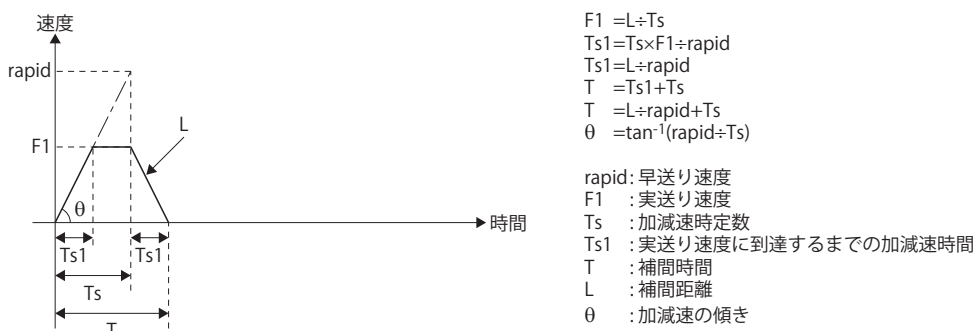 速度
rapid
F1
L
θ
時間
Ts1
Ts1
Ts
T
F1 =L÷Ts
Ts1=Ts×F1÷rapid
Ts1=L÷rapid
T =Ts1+Ts
T =L÷rapid+Ts
θ =tan-1(rapid÷Ts)
rapid: 早送り速度
F1 : 実送り速度
Ts : 加減速時定数
Ts1 : 実送り速度に到達するまでの加減速時間
T : 補間時間
L : 補間距離
θ : 加減速の傾き